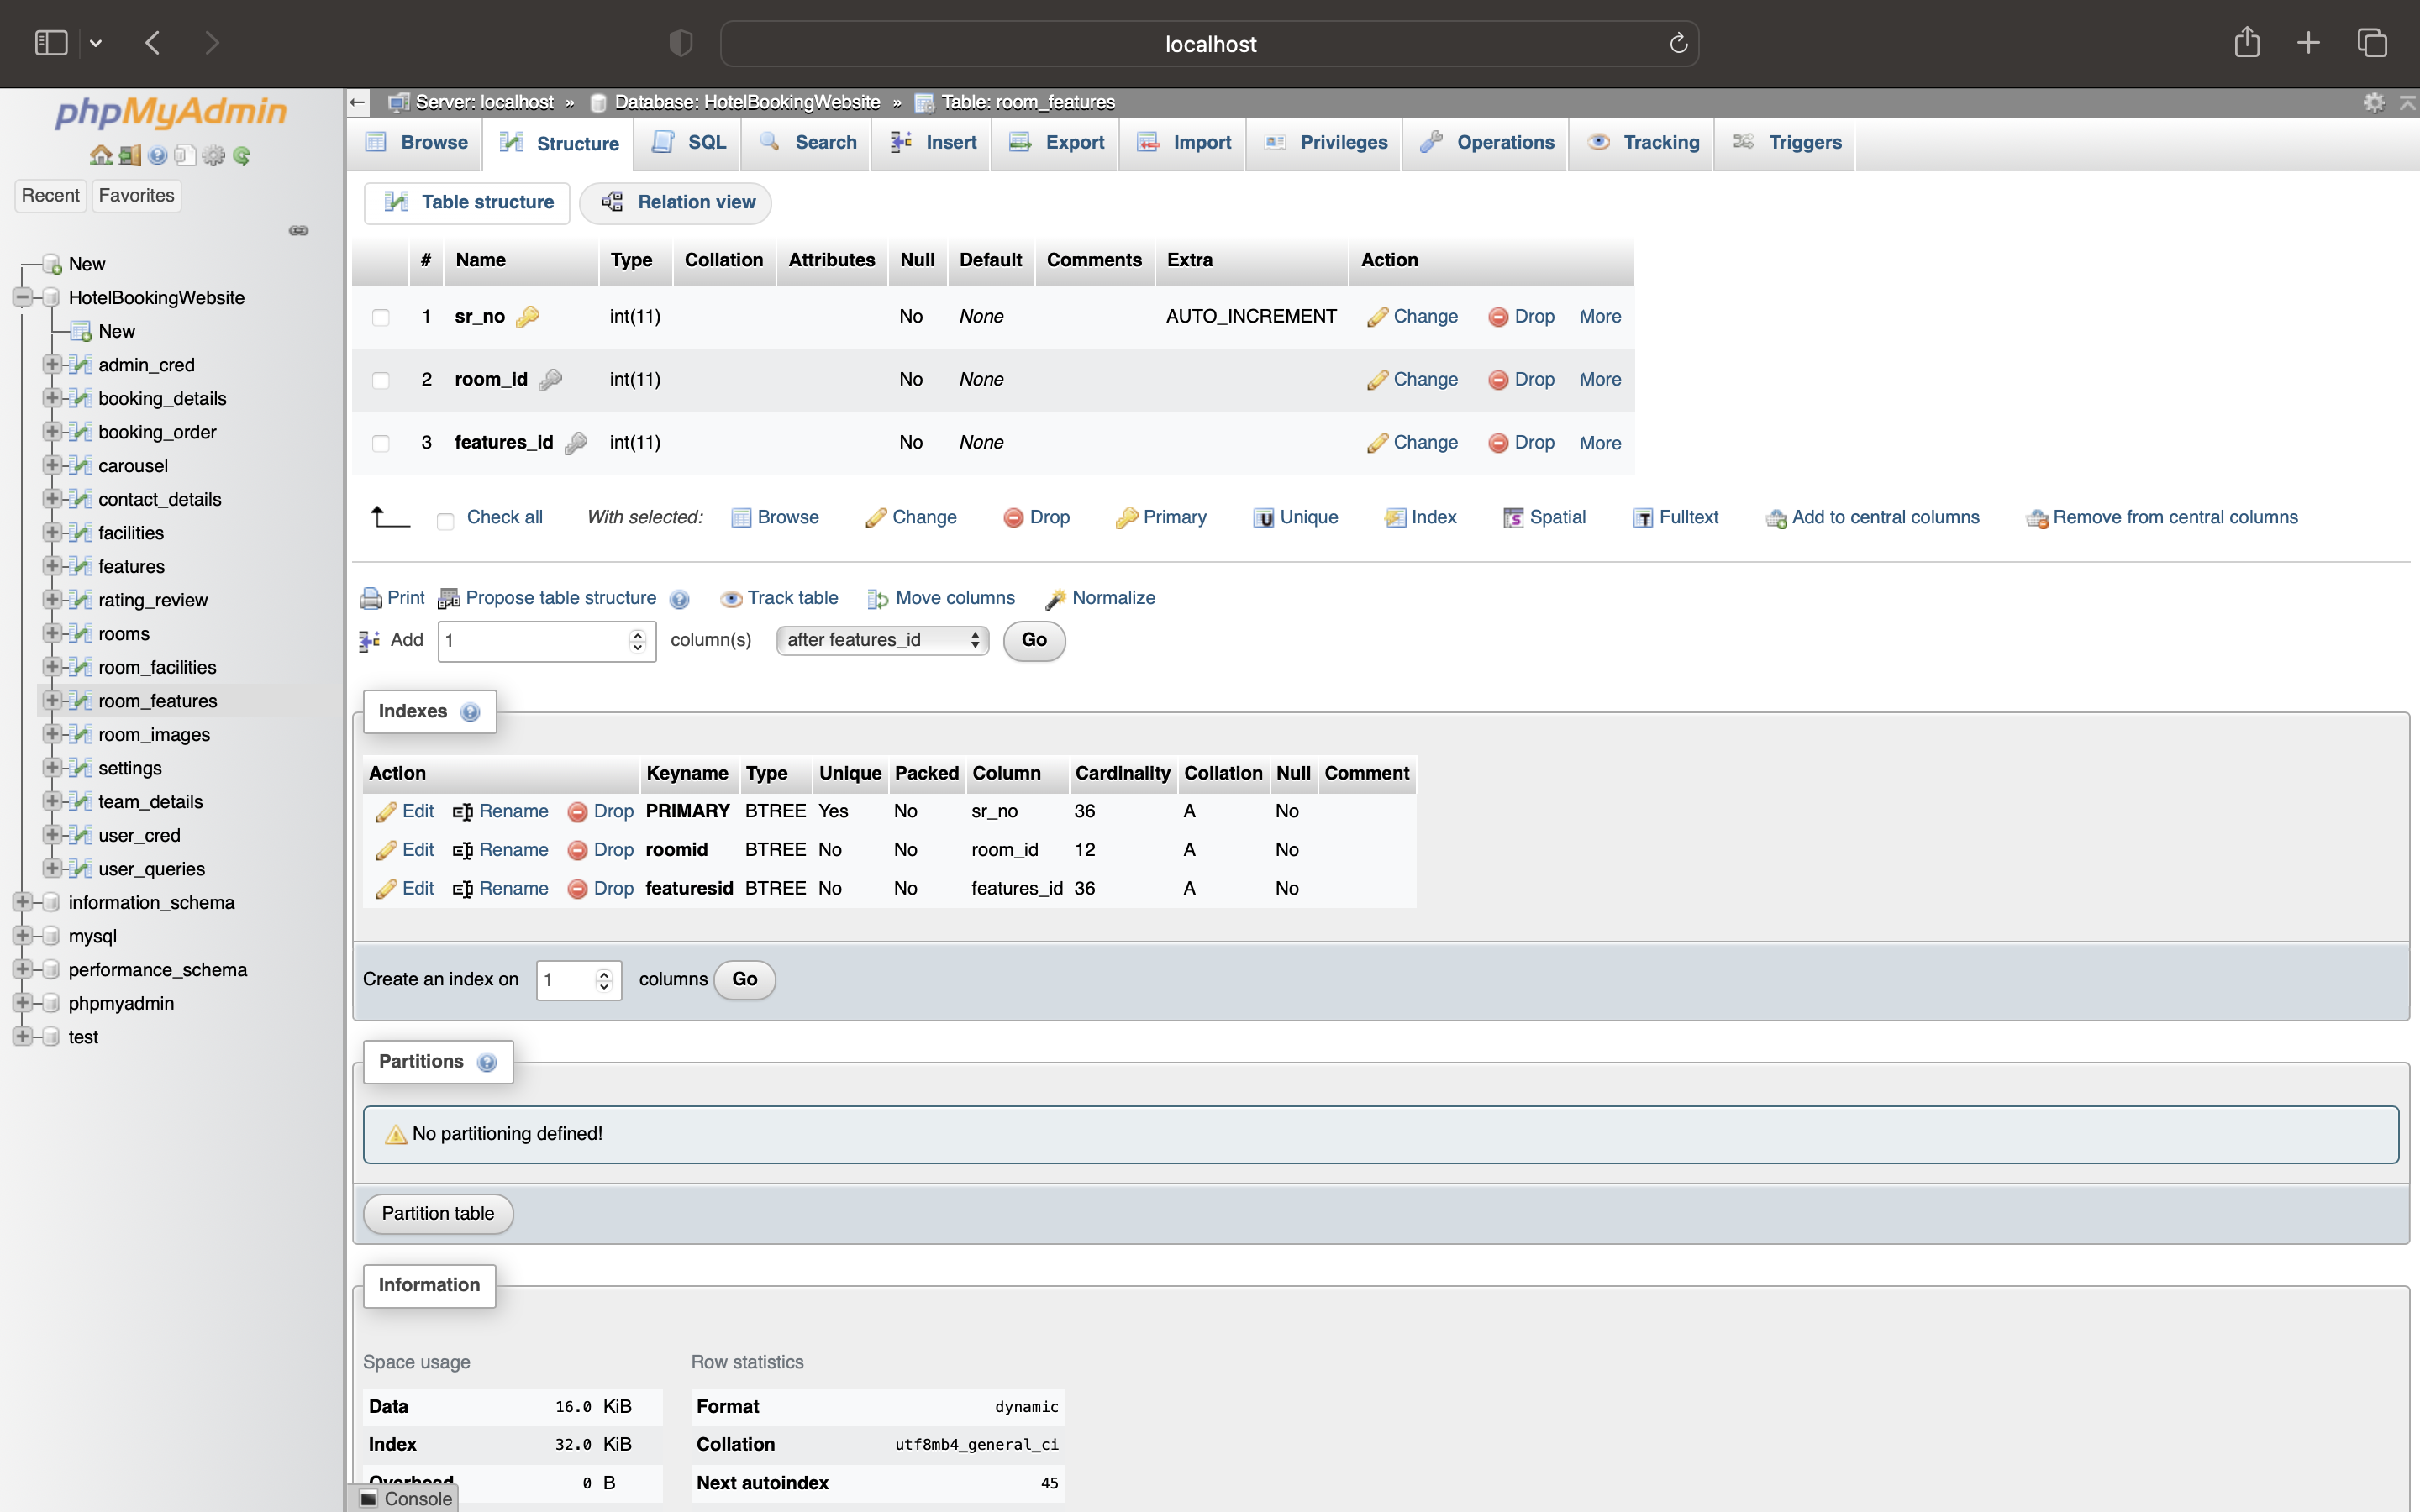 localhost
phpMyAdmin
Recent Favorites
New
HotelBookingWebsite
New
admin_cred
booking_details
booking_order
carousel
contact_details
facilities
features
rating_review
rooms
room_facilities
room_features
room_images
settings
team_details
user_cred
user_queries
information_schema
mysql
performance_schema
phpmyadmin
test
Server: localhost » Database: HotelBookingWebsite » Table: room_features
Browse Structure SQL Search Insert Export Import Privileges Operations Tracking Triggers
Table structure Relation view
# Name Type Collation Attributes Null Default Comments Extra Action
1 sr_no int(11) No None AUTO_INCREMENT Change Drop More
2 room_id int(11) No None Change Drop More
3 features_id int(11) No None Change Drop More
Check all With selected: Browse Change Drop Primary Unique Index Spatial Fulltext Add to central columns Remove from central columns
Print Propose table structure Track table Move columns Normalize
Add 1 column(s) after features_id Go
Indexes
Action Keyname Type Unique Packed Column Cardinality Collation Null Comment
Edit Rename Drop PRIMARY BTREE Yes No sr_no 36 A No
Edit Rename Drop roomid BTREE No No room_id 12 A No
Edit Rename Drop featuresid BTREE No No features_id 36 A No
Create an index on 1 columns Go
Partitions
No partitioning defined!
Partition table
Information
Space usage Row statistics
Data 16.0 KiB Format dynamic
Index 32.0 KiB Collation utf8mb4_general_ci
Overhead 0 B Next autoindex 45
Console